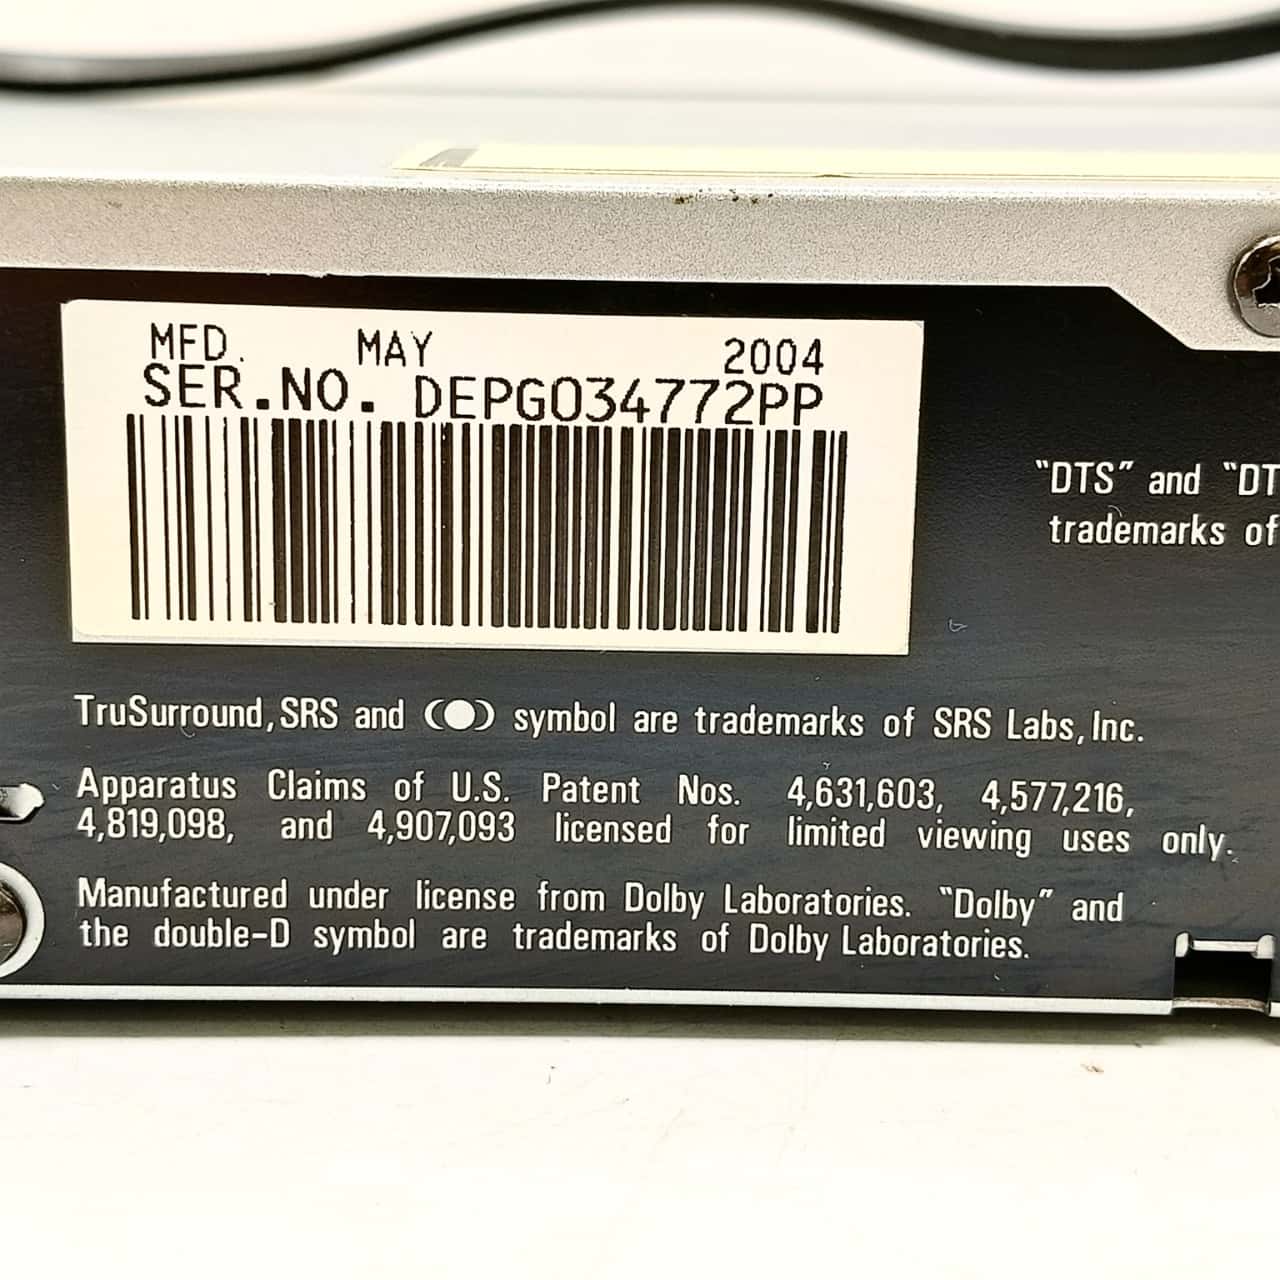 MFD. MAY 2004
SER.NO. DEPG034772PP
"DTS" and "DT
trademarks of
TruSurround, SRS and (●) symbol are trademarks of SRS Labs, Inc.
Apparatus Claims of U.S. Patent Nos. 4,631,603, 4,577,216,
4,819,098, and 4,907,093 licensed for limited viewing uses only.
Manufactured under license from Dolby Laboratories. "Dolby" and
the double-D symbol are trademarks of Dolby Laboratories.